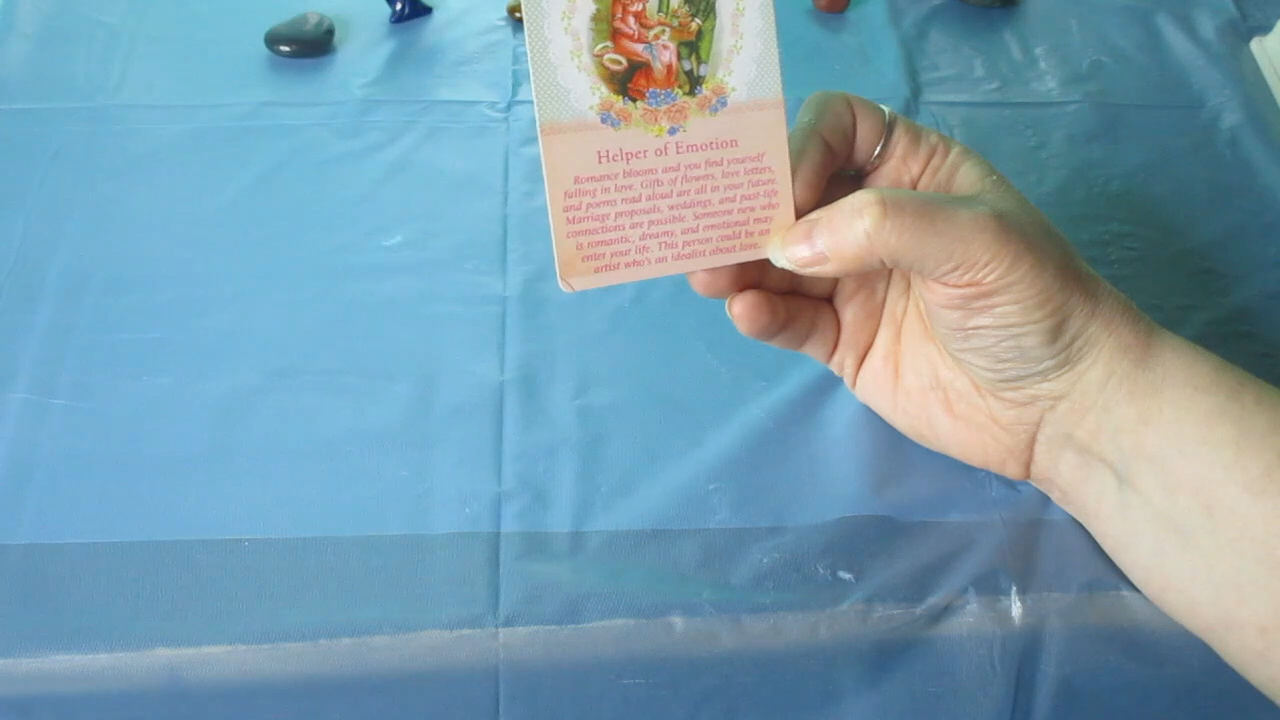 Helper of Emotion
Romance blooms and you find yourself
falling in love. Gifts of flowers, love letters,
and poems read aloud are all in your future.
Marriage proposals, weddings, and past-life
connections are possible. Someone new who
is romantic, dreamy, and emotional may
enter your life. This person could be an
artist who's an idealist about love.